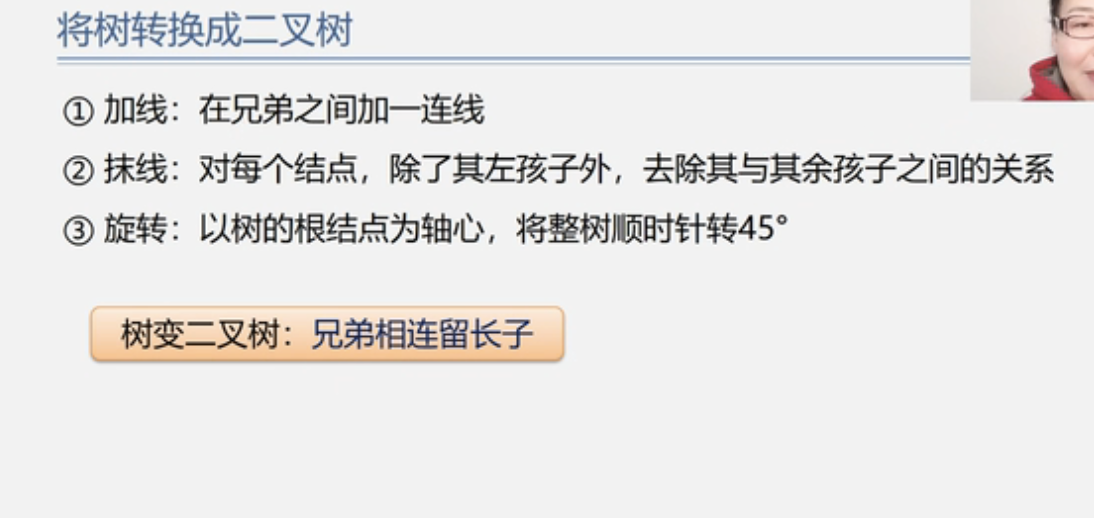 将树转换成二叉树
① 加线：在兄弟之间加一连线
② 抹线：对每个结点，除了其左孩子外，去除其与其余孩子之间的关系
③ 旋转：以树的根结点为轴心，将整树顺时针转45°
树变二叉树：兄弟相连留长子